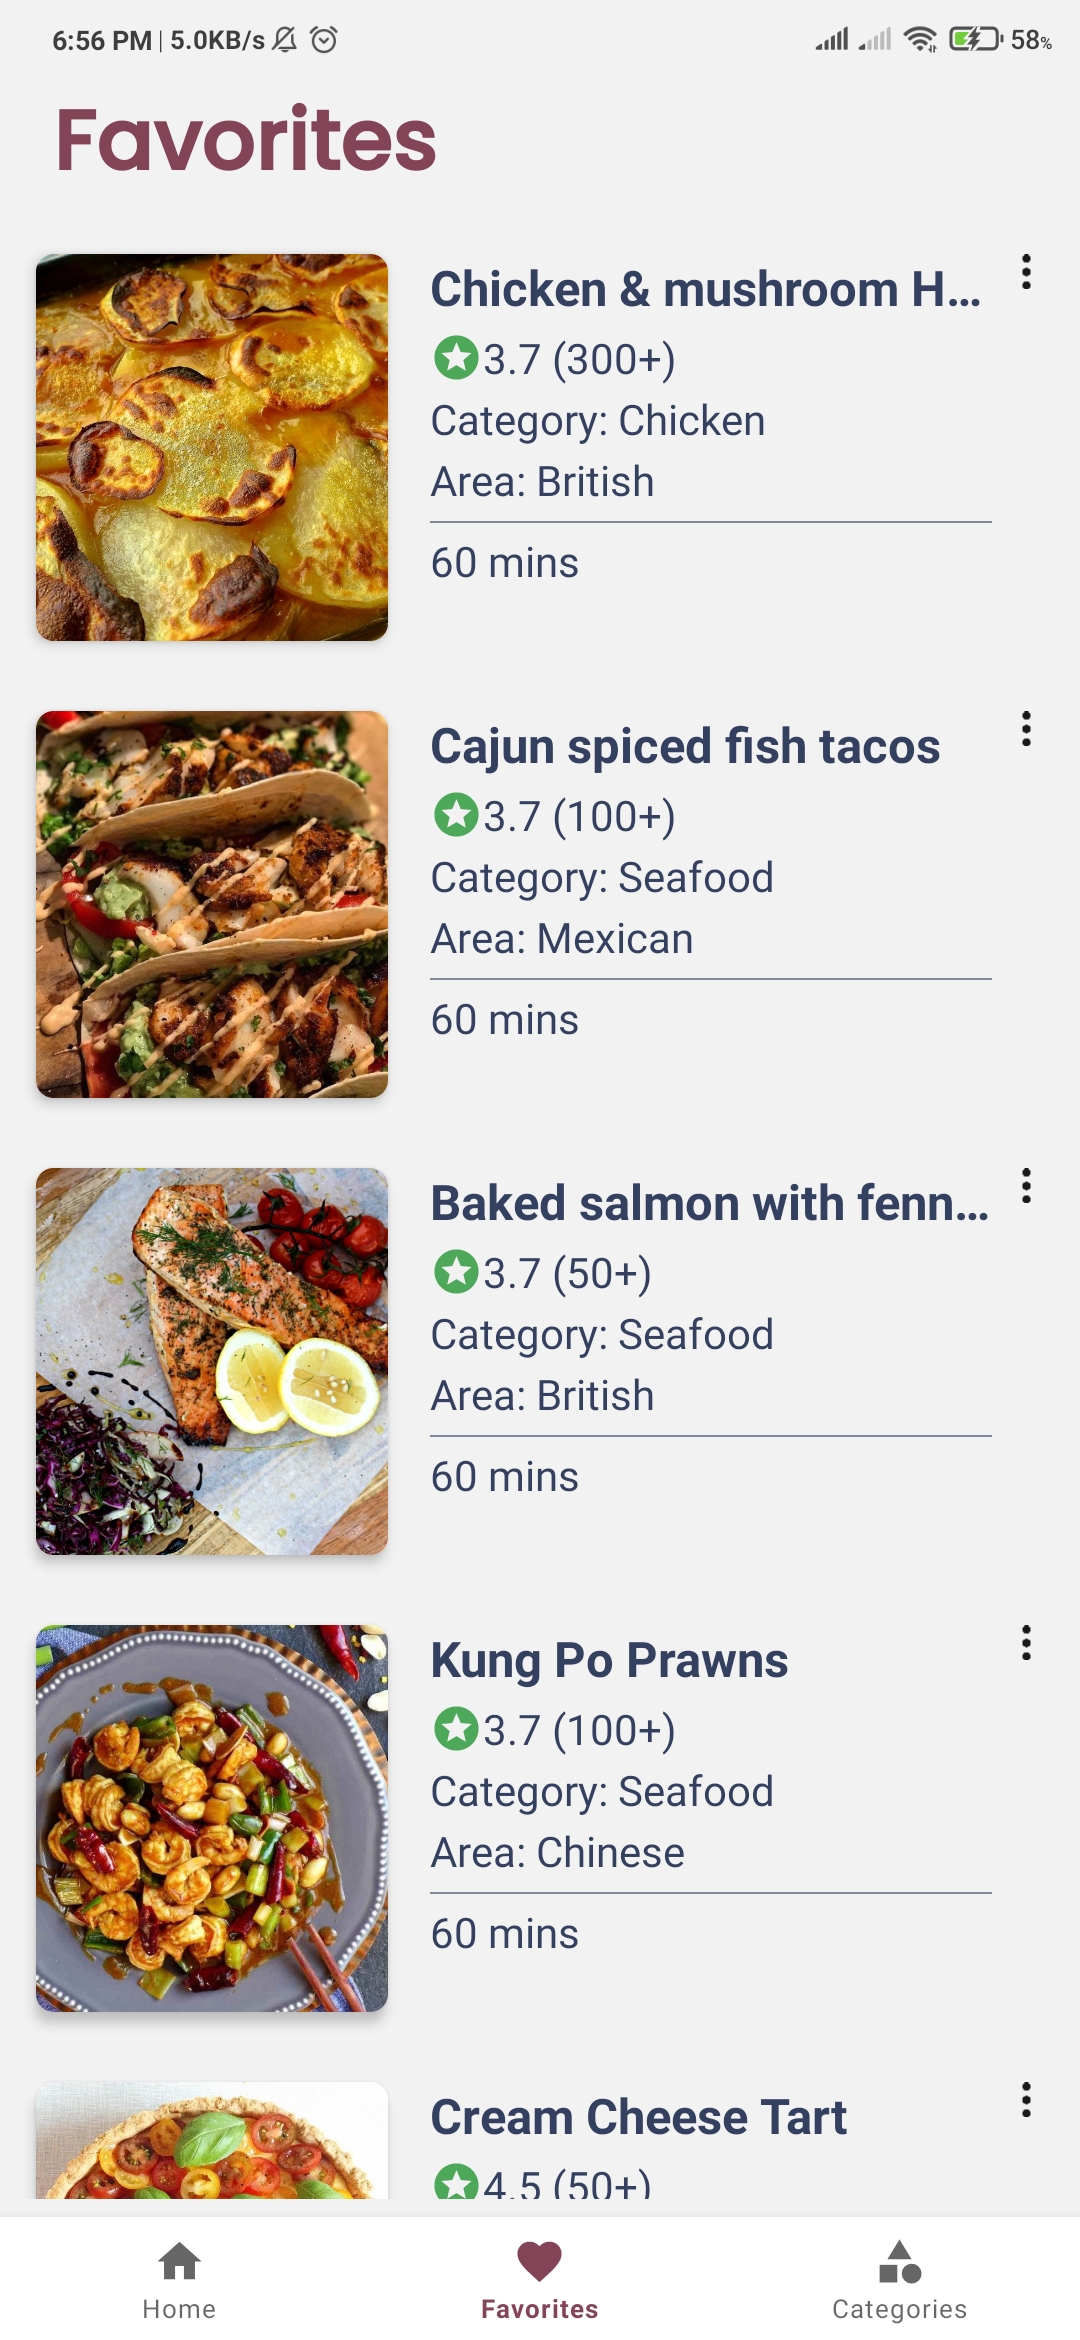 6:56 PM | 5.0KB/s
58%
Favorites
Chicken & mushroom H...
3.7 (300+)
Category: Chicken
Area: British
60 mins
Cajun spiced fish tacos
3.7 (100+)
Category: Seafood
Area: Mexican
60 mins
Baked salmon with fenn...
3.7 (50+)
Category: Seafood
Area: British
60 mins
Kung Po Prawns
3.7 (100+)
Category: Seafood
Area: Chinese
60 mins
Cream Cheese Tart
4.5 (50+)
Home
Favorites
Categories